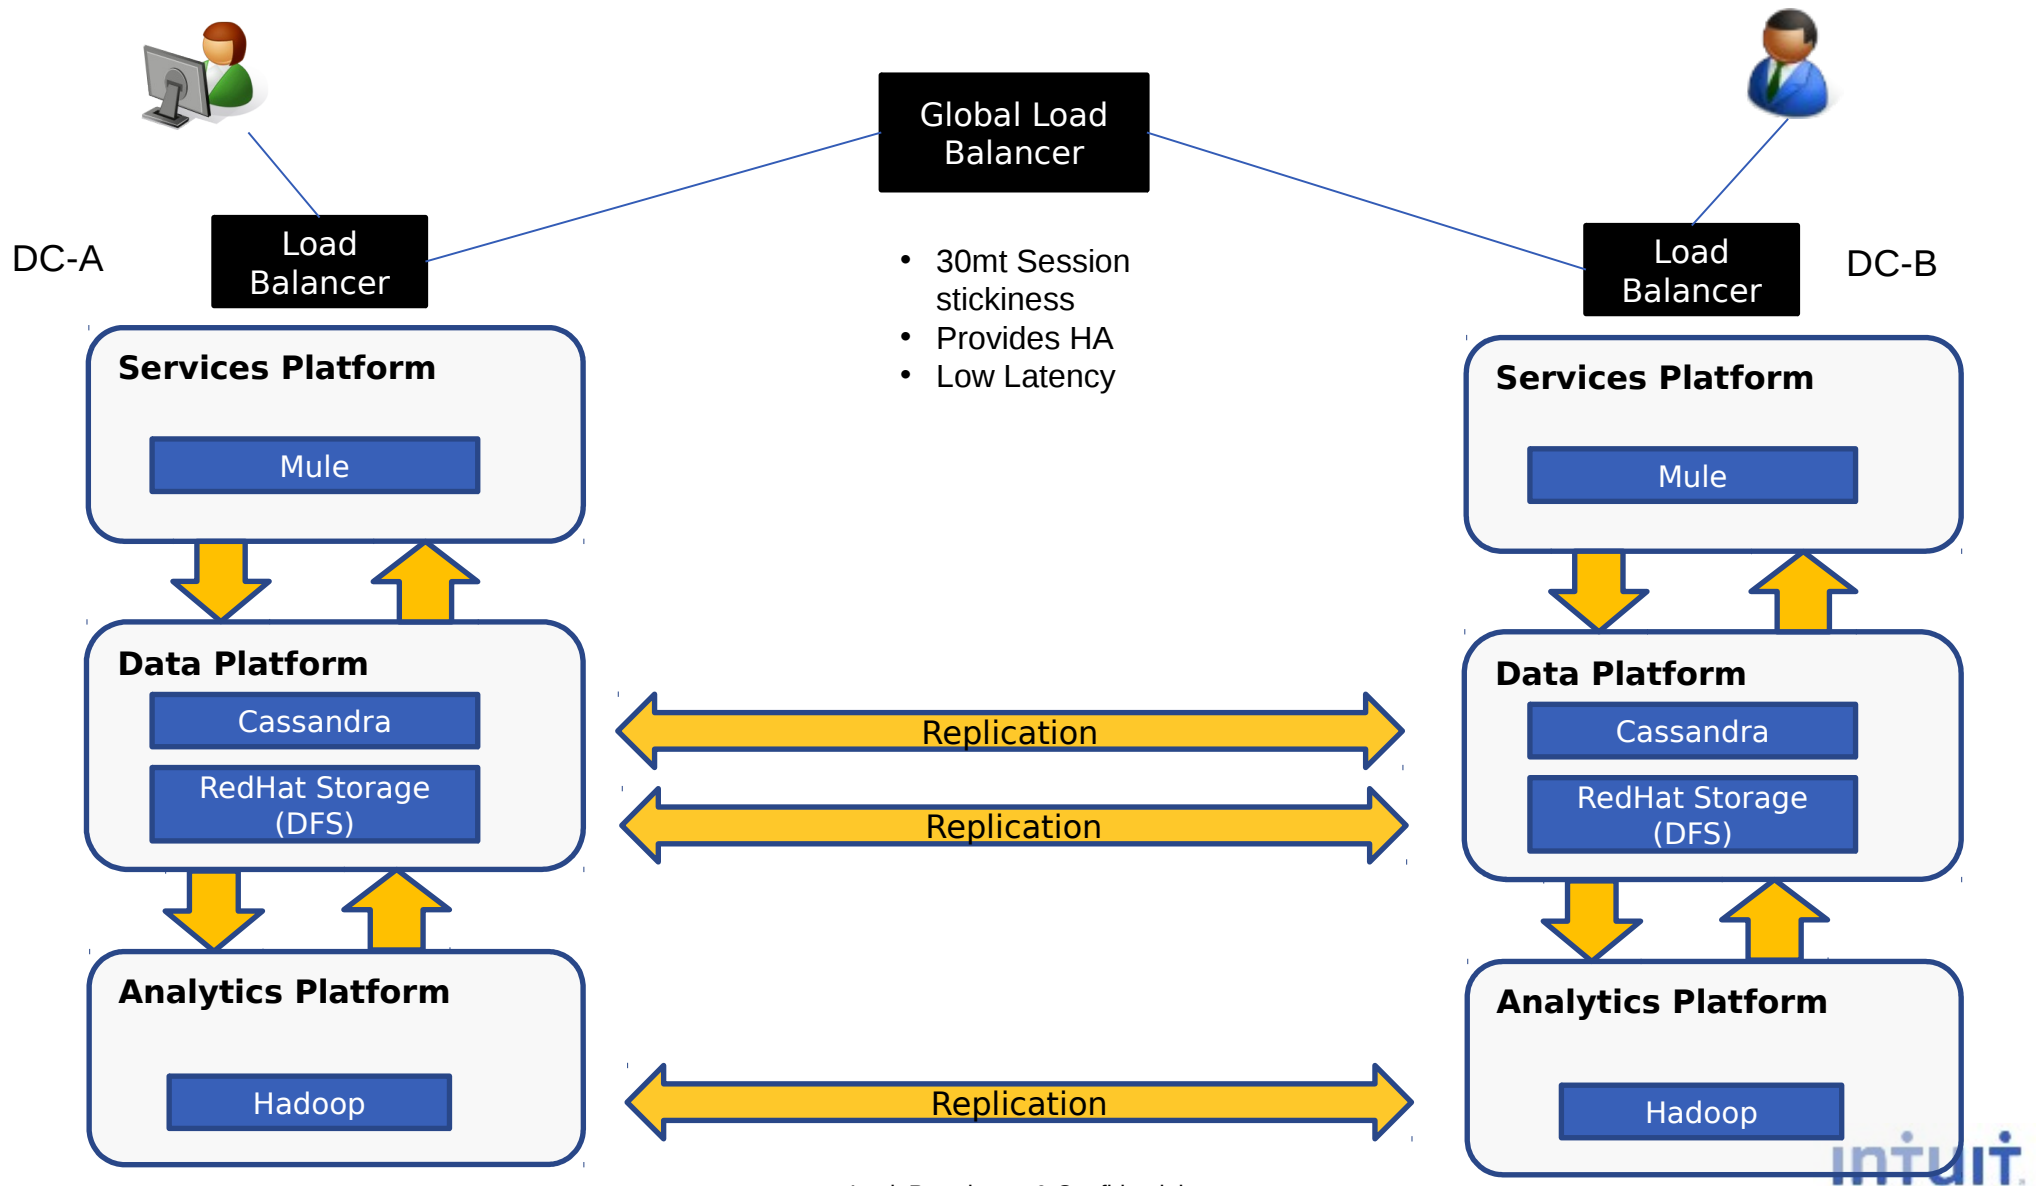 Global Load
Balancer
DC-A
Load
Balancer
• 30mt Session
stickiness
• Provides HA
• Low Latency
Load
Balancer
DC-B
Services Platform
Mule
Services Platform
Mule
Data Platform
Cassandra
RedHat Storage
(DFS)
Replication
Replication
Data Platform
Cassandra
RedHat Storage
(DFS)
Analytics Platform
Hadoop
Replication
Analytics Platform
Hadoop
intuit